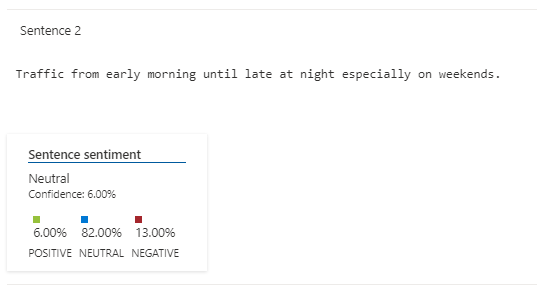 Sentence 2
Traffic from early morning until late at night especially on weekends.
Sentence sentiment
Neutral
Confidence: 6.00%
6.00% 82.00% 13.00%
POSITIVE NEUTRAL NEGATIVE